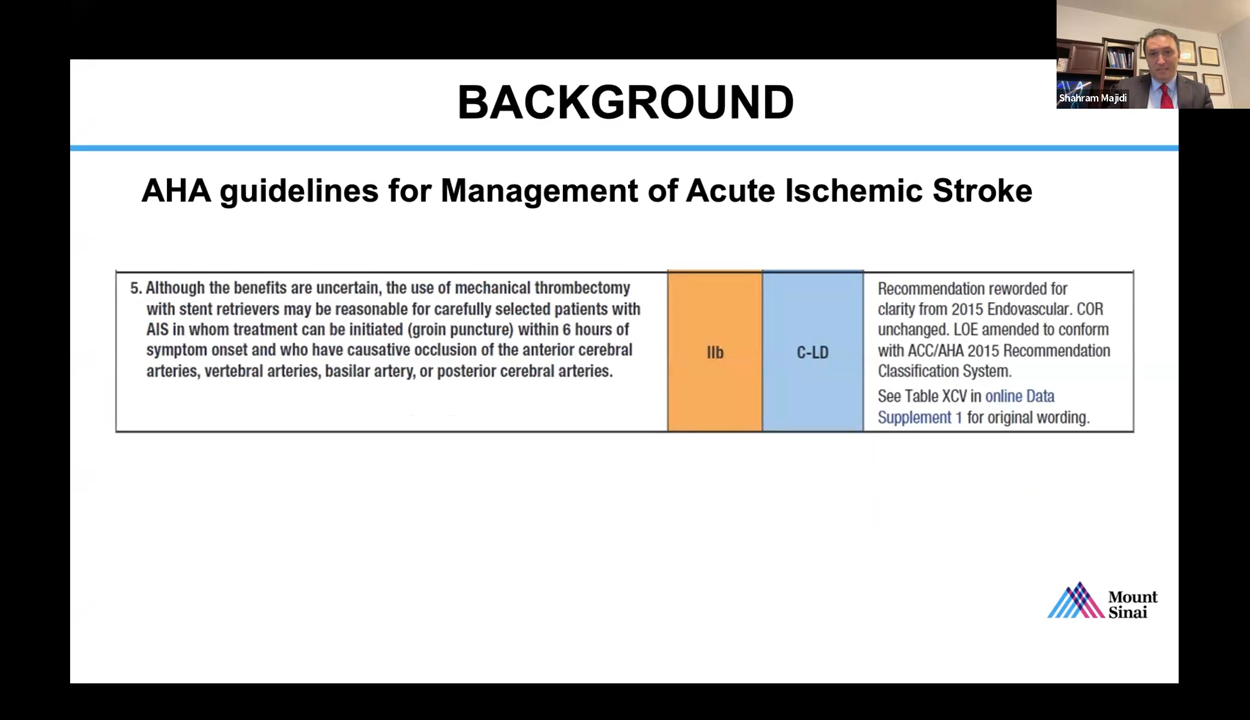 Shahram Majidi
BACKGROUND
AHA guidelines for Management of Acute Ischemic Stroke
5. Although the benefits are uncertain, the use of mechanical thrombectomy
with stent retrievers may be reasonable for carefully selected patients with
AIS in whom treatment can be initiated (groin puncture) within 6 hours of
symptom onset and who have causative occlusion of the anterior cerebral
arteries, vertebral arteries, basilar artery, or posterior cerebral arteries.
IIb
C-LD
Recommendation reworded for
clarity from 2015 Endovascular. COR
unchanged. LOE amended to conform
with ACC/AHA 2015 Recommendation
Classification System.
See Table XCV in online Data
Supplement 1 for original wording.
Mount
Sinai